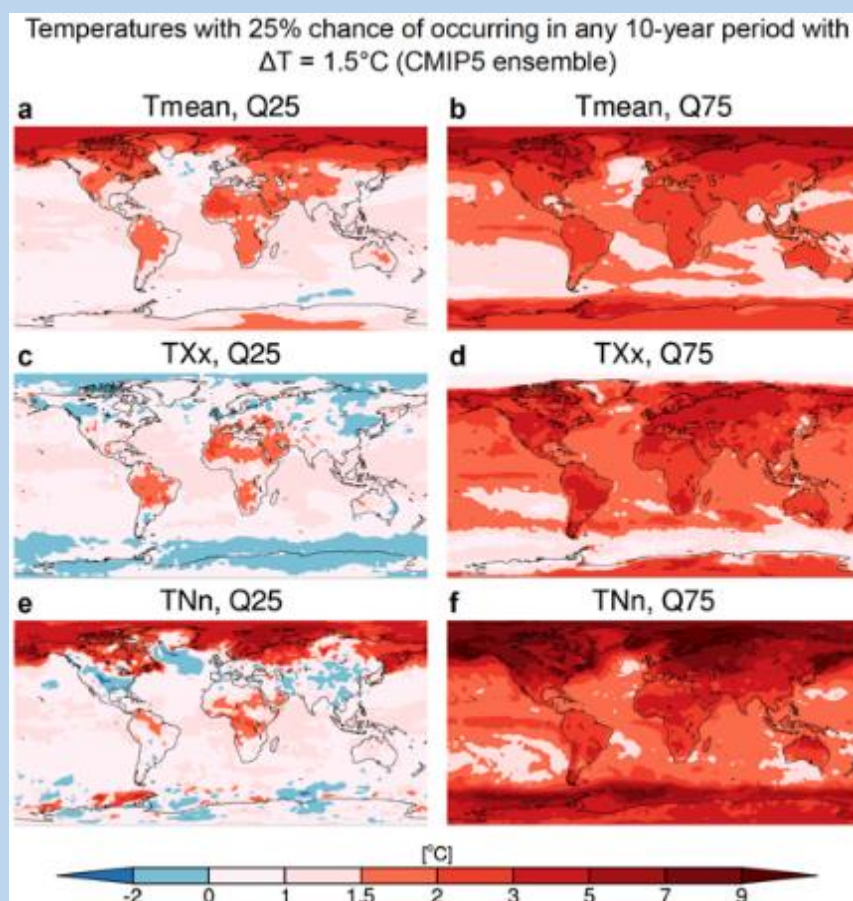 Temperatures with 25% chance of occurring in any 10-year period with
ΔT = 1.5°C (CMIP5 ensemble)
a Tmean, Q25
b Tmean, Q75
c TXx, Q25
d TXx, Q75
e TNn, Q25
f TNn, Q75
[°C]
-2 0 1 1.5 2 3 5 7 9